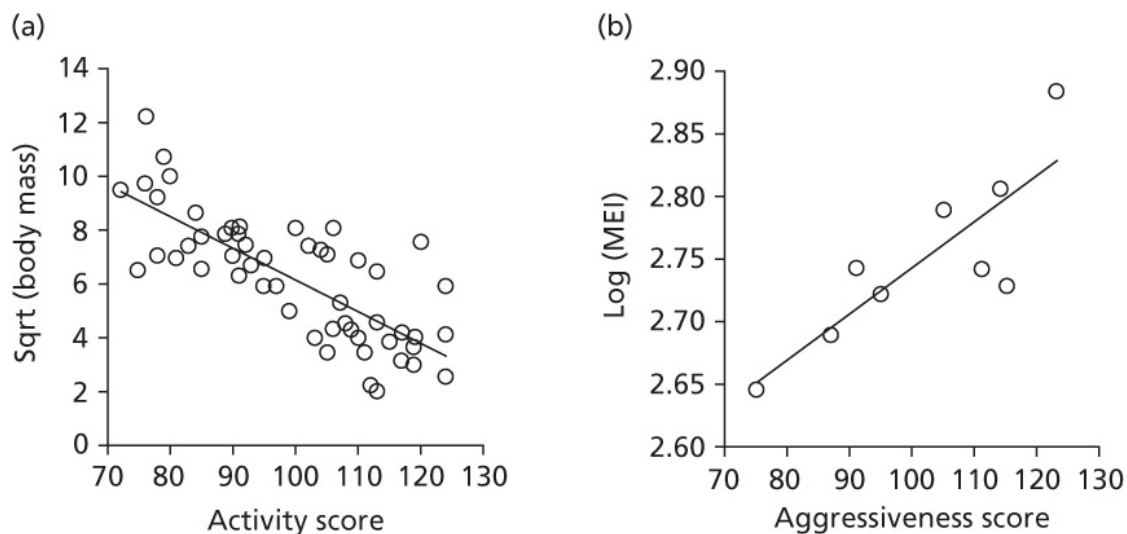 (a)
Sqrt (body mass)
14
12
10
8
6
4
2
0
70 80 90 100 110 120 130
Activity score
(b)
Log (MEI)
2.90
2.85
2.80
2.75
2.70
2.65
2.60
70 80 90 100 110 120 130
Aggressiveness score